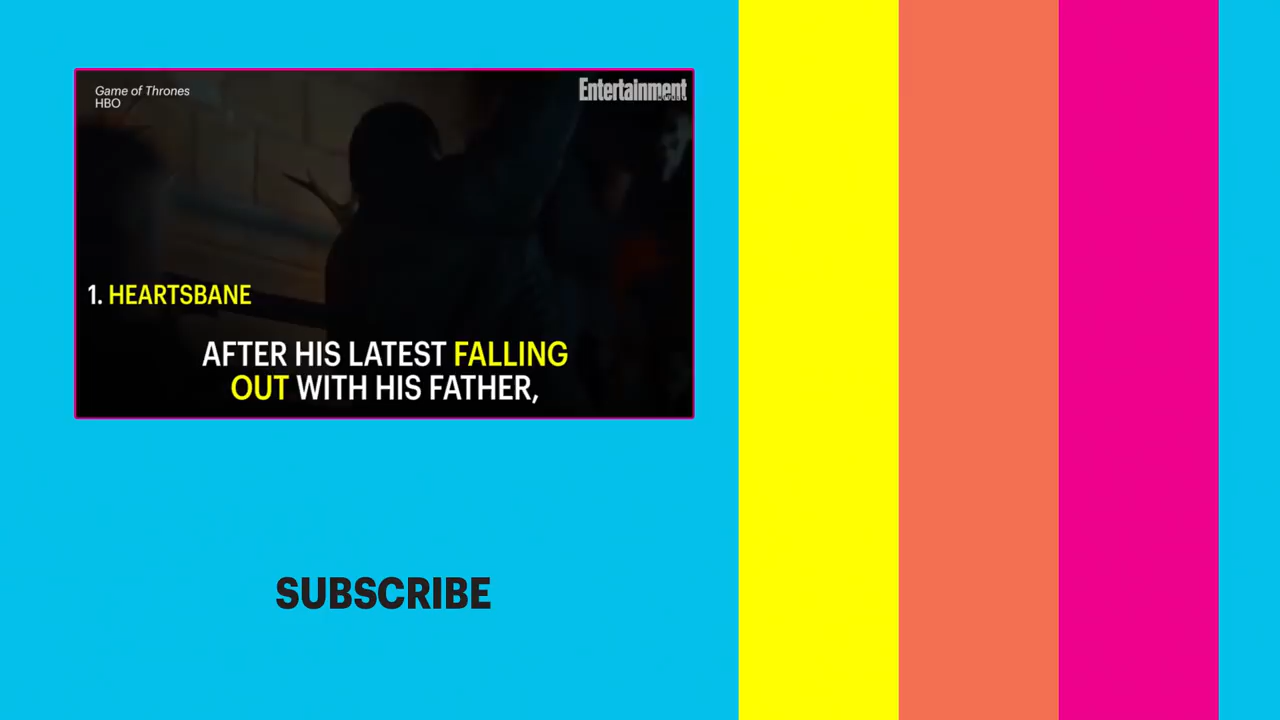 Game of Thrones
HBO
Entertainment
1. HEARTSBANE
AFTER HIS LATEST FALLING
OUT WITH HIS FATHER,
SUBSCRIBE